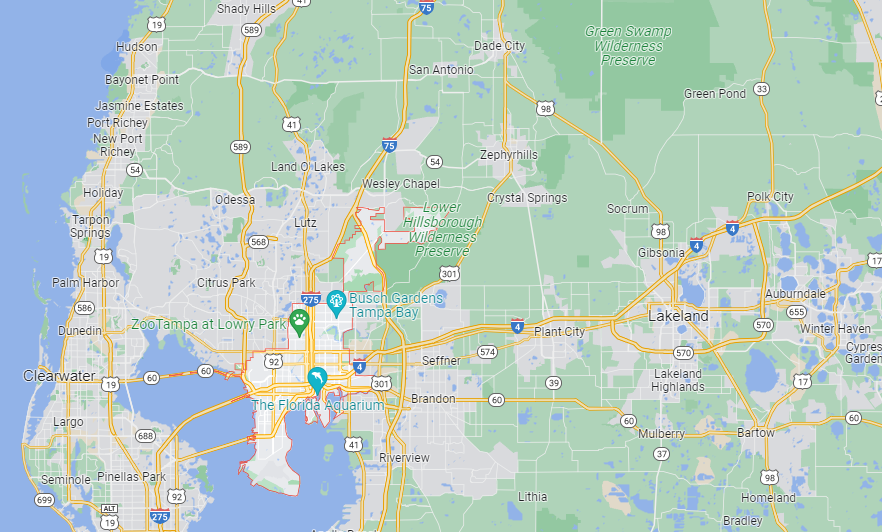 Shady Hills
41
75
19
589
Hudson
Dade City
Green Swamp
Wilderness
Preserve
San Antonio
Bayonet Point
Green Pond
33
Jasmine Estates
98
Port Richey
41
New Port
Richey
589
75
54
Zephyrhills
54
Land O' Lakes
Wesley Chapel
Holiday
Odessa
Crystal Springs
Polk City
Lower
Hillsborough
Wilderness
Preserve
Socrum
Tarpon
Springs
Lutz
98
4
568
4
19
Gibsonia
17
301
Palm Harbor
Citrus Park
275
Busch Gardens
Tampa Bay
Auburndale
586
655
ZooTampa at Lowry Park
Lakeland
Dunedin
4
Plant City
570
Winter Haven
92
574
570
Cypress
Gardens
Seffner
4
Clearwater
60
60
Lakeland
Highlands
19
301
39
17
The Florida Aquarium
Brandon
60
Largo
60
60
688
41
Mulberry
Bartow
37
Riverview
Seminole
Pinellas Park
98
699
92
Lithia
Homeland
ALT
19
275
Bradley